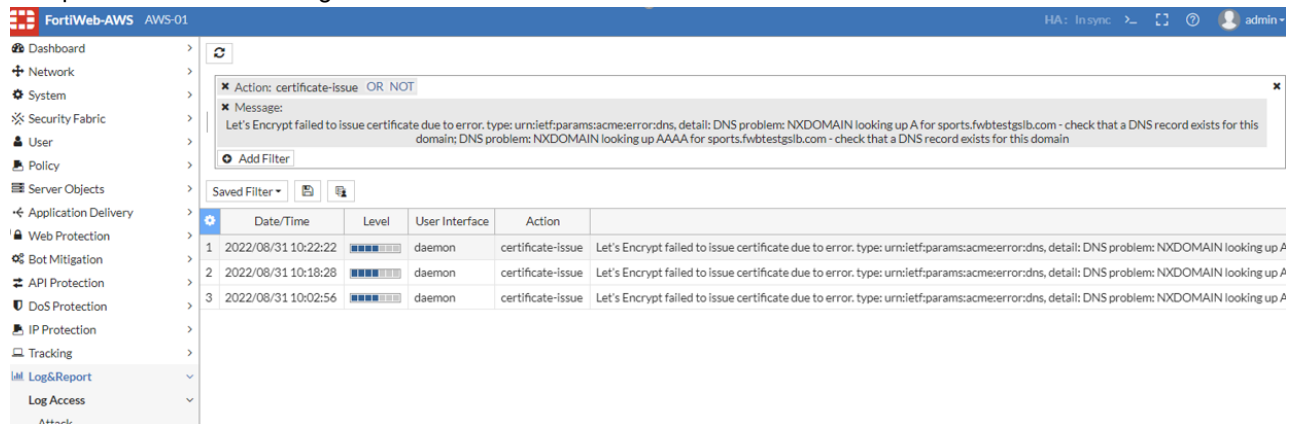 FortiWeb-AWS AWS-01
HA: In sync >_ admin
Dashboard
Network
System
Security Fabric
User
Policy
Server Objects
Application Delivery
Web Protection
Bot Mitigation
API Protection
DoS Protection
IP Protection
Tracking
Log&Report
Log Access
Action: certificate-issue OR NOT
Message:
Let's Encrypt failed to issue certificate due to error. type: urn:ietf:params:acme:error:dns, detail: DNS problem: NXDOMAIN looking up A for sports.fwbtestgslb.com - check that a DNS record exists for this
domain; DNS problem: NXDOMAIN looking up AAAA for sports.fwbtestgslb.com - check that a DNS record exists for this domain
Add Filter
Saved Filter
Date/Time Level User Interface Action
1 2022/08/31 10:22:22 daemon certificate-issue Let's Encrypt failed to issue certificate due to error. type: urn:ietf:params:acme:error:dns, detail: DNS problem: NXDOMAIN looking up A
2 2022/08/31 10:18:28 daemon certificate-issue Let's Encrypt failed to issue certificate due to error. type: urn:ietf:params:acme:error:dns, detail: DNS problem: NXDOMAIN looking up A
3 2022/08/31 10:02:56 daemon certificate-issue Let's Encrypt failed to issue certificate due to error. type: urn:ietf:params:acme:error:dns, detail: DNS problem: NXDOMAIN looking up A